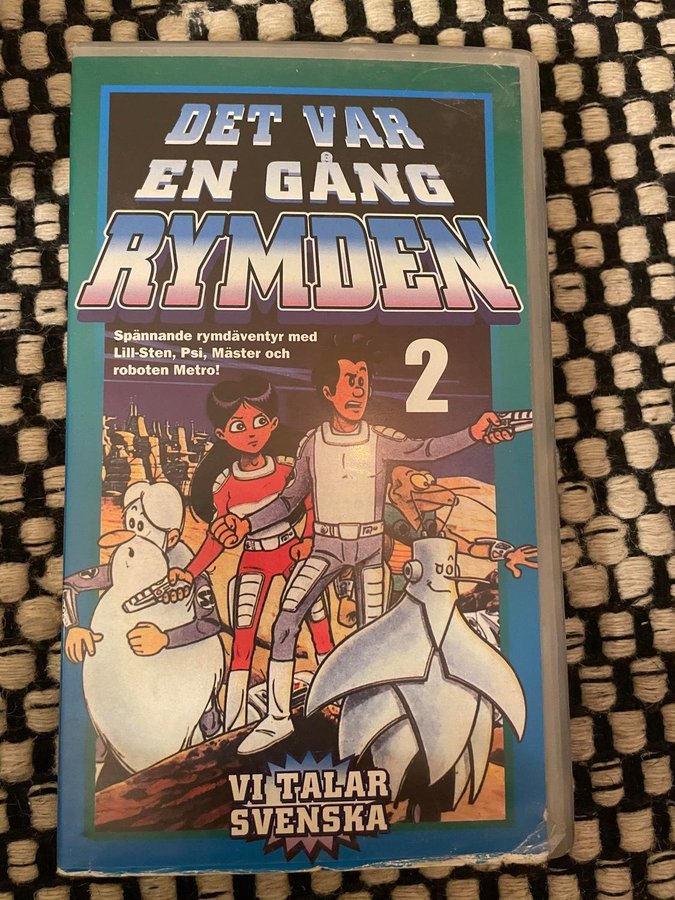 DET VAR
EN GÅNG
RYMDEN
Spännande rymdäventyr med
Lill-Sten, Psi, Mäster och
roboten Metro!
2
VI TALAR
SVENSKA